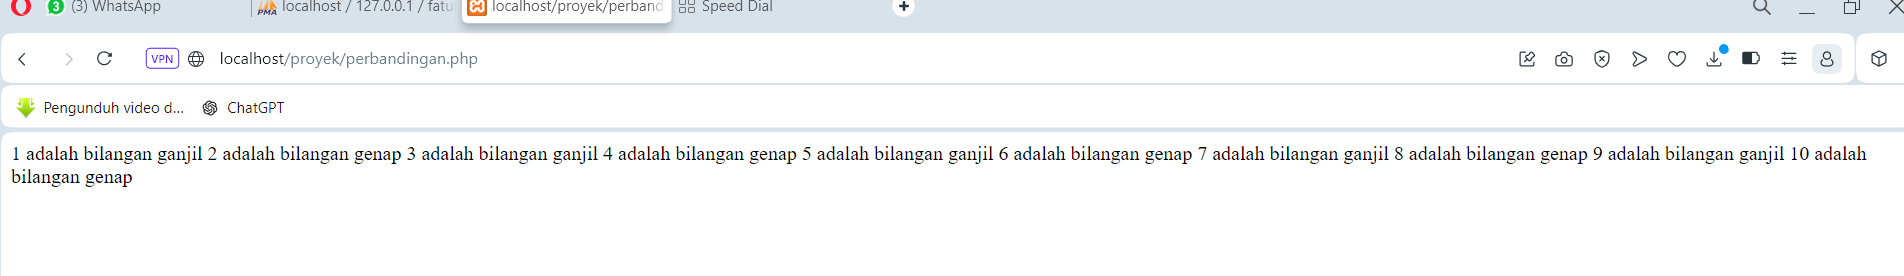 3 (3) WhatsApp PMA localhost / 127.0.0.1 / fatu localhost/proyek/perband Speed Dial
VPN localhost/proyek/perbandingan.php
Pengunduh video d... ChatGPT
1 adalah bilangan ganjil 2 adalah bilangan genap 3 adalah bilangan ganjil 4 adalah bilangan genap 5 adalah bilangan ganjil 6 adalah bilangan genap 7 adalah bilangan ganjil 8 adalah bilangan genap 9 adalah bilangan ganjil 10 adalah
bilangan genap